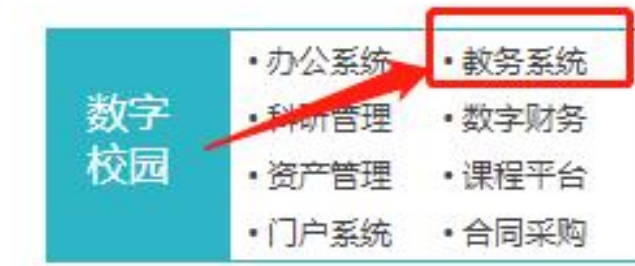 数字
校园
• 办公系统 • 教务系统
• 科研管理 • 数字财务
• 资产管理 • 课程平台
• 门户系统 • 合同采购